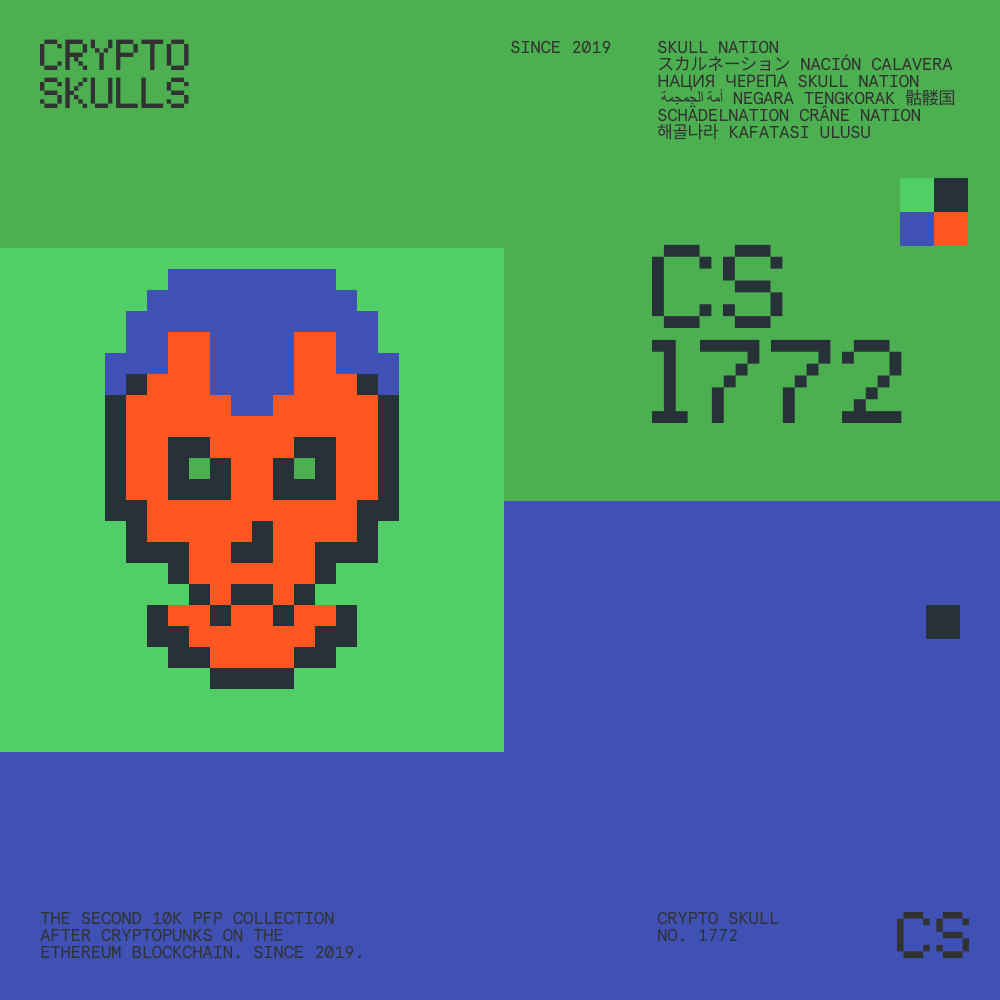 CRYPTO
SKULLS
SINCE 2019
SKULL NATION
スカルネーション NACIÓN CALAVERA
НАЦИЯ ЧЕРЕПА SKULL NATION
أمة الجمجمة NEGARA TENGKORAK 骷髅国
SCHÄDELNATION CRÂNE NATION
해골나라 KAFATASI ULUSU
CS
1772
THE SECOND 10K PFP COLLECTION
AFTER CRYPTOPUNKS ON THE
ETHEREUM BLOCKCHAIN. SINCE 2019.
CRYPTO SKULL
NO. 1772
CS